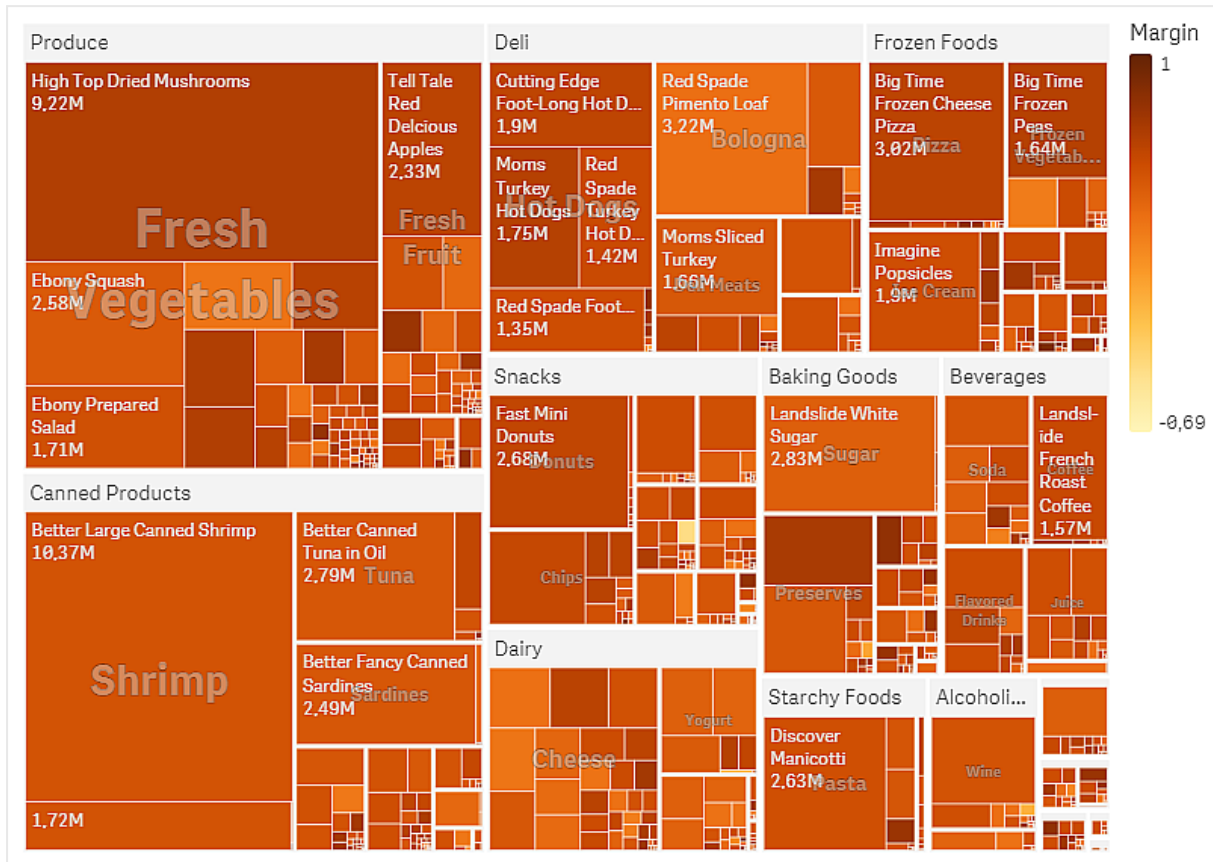 Produce
High Top Dried Mushrooms
9,22M
Fresh
Vegetables
Ebony Squash
2,58M
Ebony Prepared
Salad
1,71M
Tell Tale
Red
Delcious
Apples
2,33M
Fresh
Fruit
Canned Products
Better Large Canned Shrimp
10,37M
Shrimp
1,72M
Better Canned
Tuna in Oil
2,79M
Tuna
Better Fancy Canned
Sardines
2,49M
Sardines
Deli
Cutting Edge
Foot-Long Hot D...
1,9M
Moms
Turkey
Hot Dogs
1,75M
Red
Spade
Turkey
Hot D...
1,42M
Hot Dogs
Red Spade Foot...
1,35M
Red Spade
Pimento Loaf
3,22M
Bologna
Moms Sliced
Turkey
1,66M
Deli Meats
Frozen Foods
Big Time
Frozen Cheese
Pizza
3,02M
Pizza
Big Time
Frozen
Peas
1,64M
Frozen
Vegetab...
Imagine
Popsicles
1,9M
Ice Cream
Snacks
Fast Mini
Donuts
2,68M
Donuts
Chips
Dairy
Cheese
Yogurt
Baking Goods
Landslide White
Sugar
2,83M
Sugar
Preserves
Beverages
Soda
Landsl-
ide
French
Roast
Coffee
1,57M
Coffee
Flavored
Drinks
Juice
Starchy Foods
Discover
Manicotti
2,63M
Pasta
Alcoholi...
Wine
Margin
1
-0,69